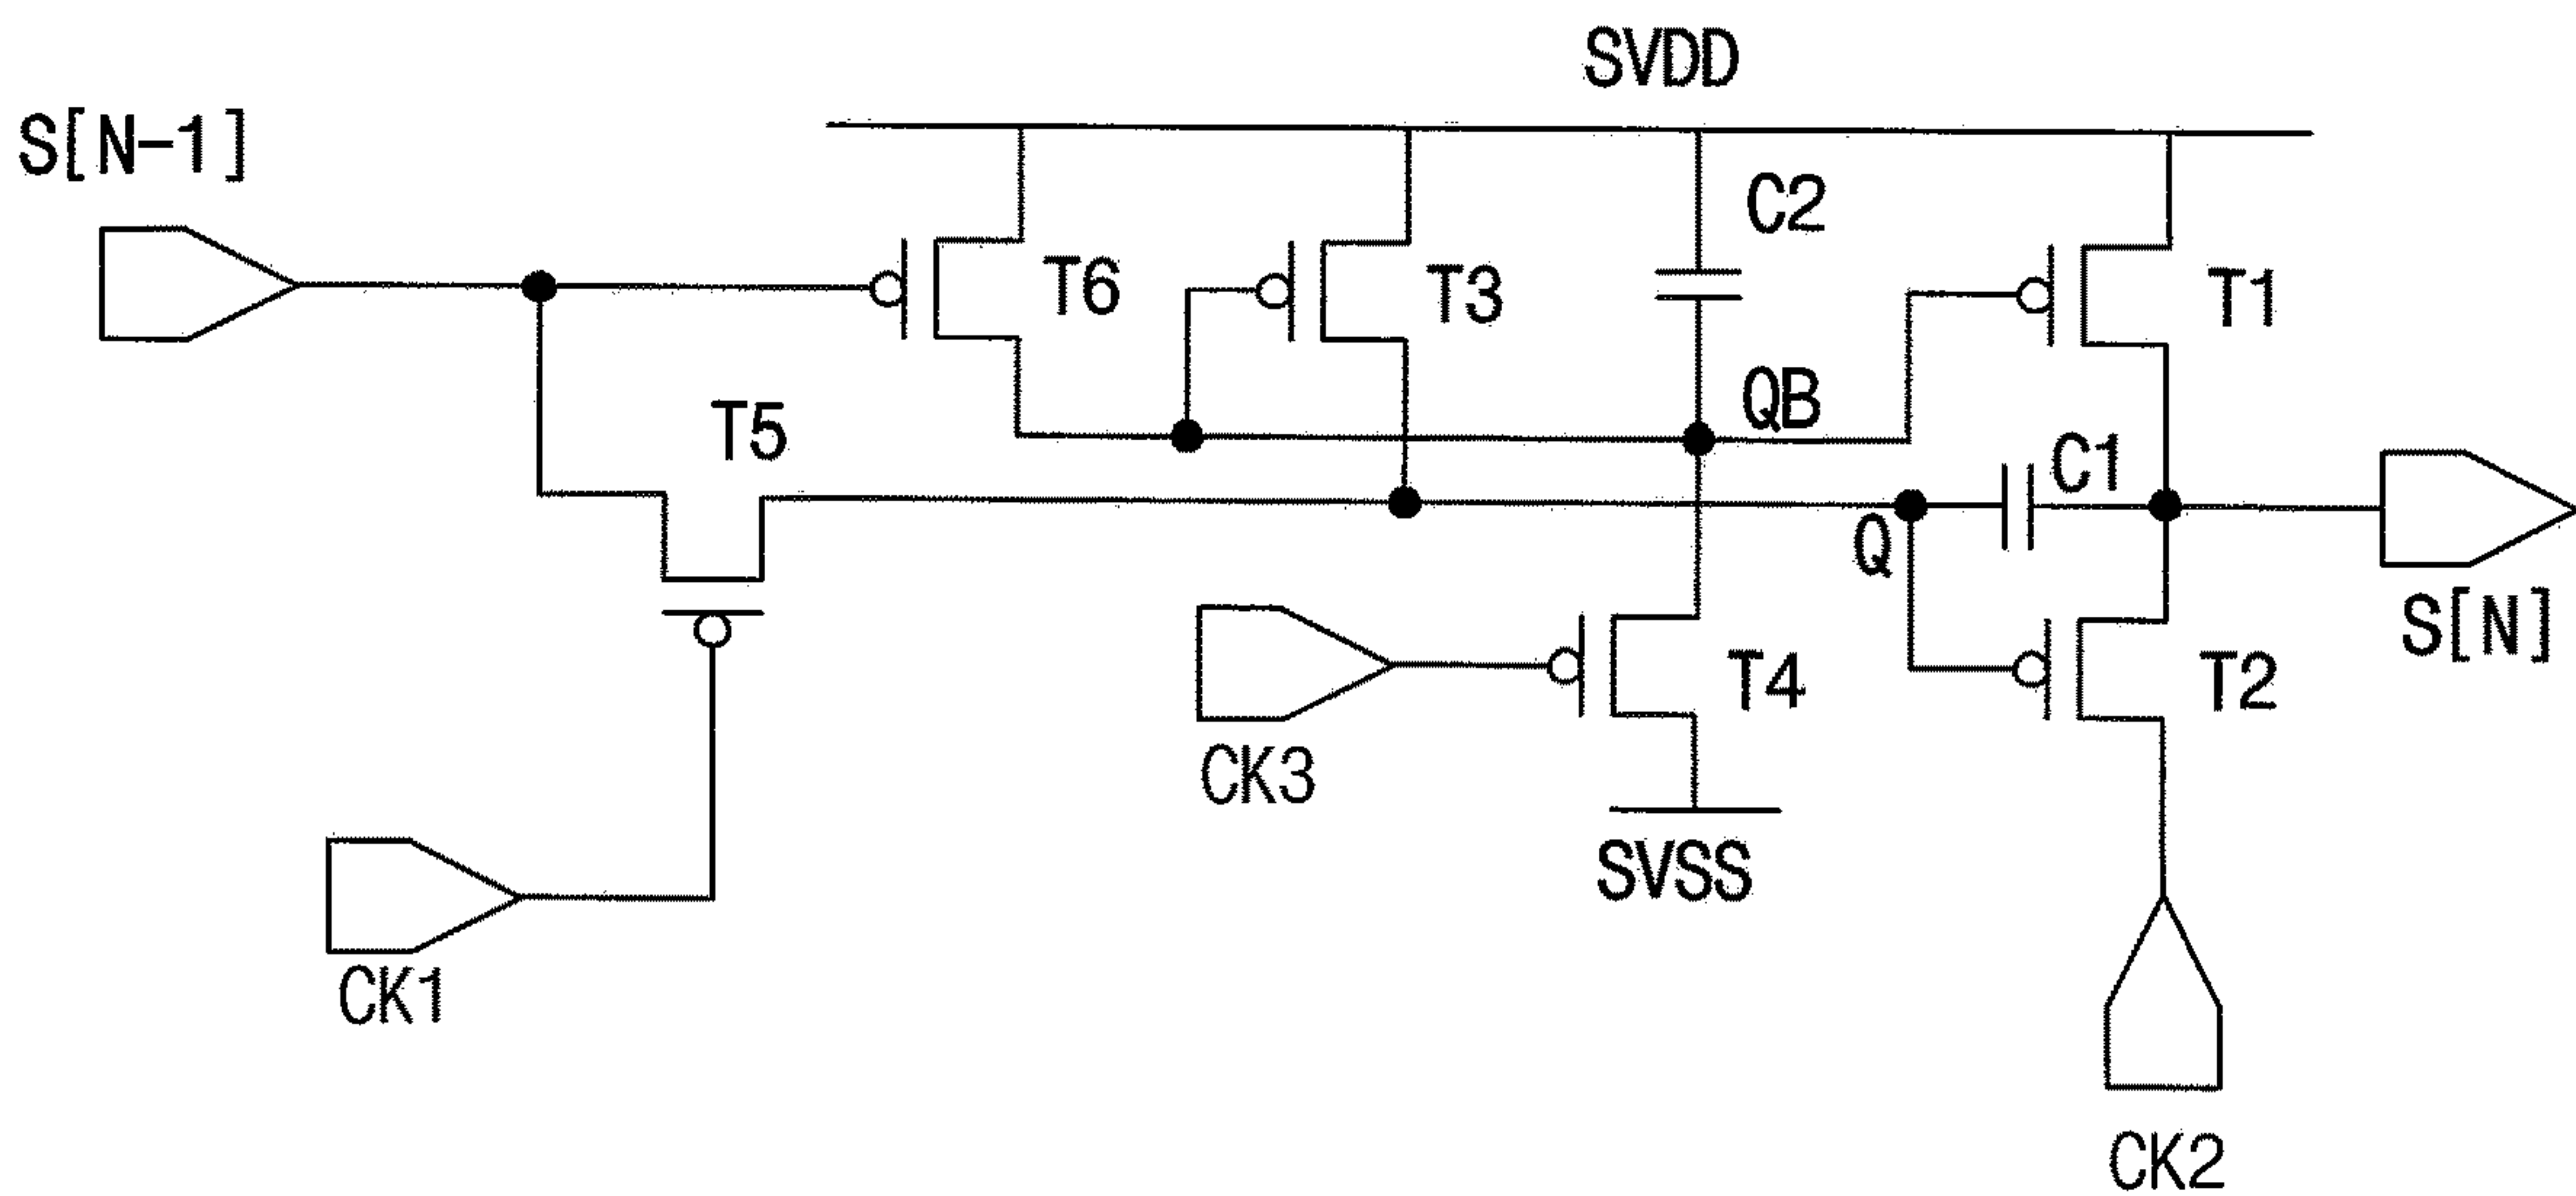 SVDD
S[N-1]
C2
T6
T3
T1
QB
T5
C1
Q
S[N]
T4
T2
CK3
SVSS
CK1
CK2